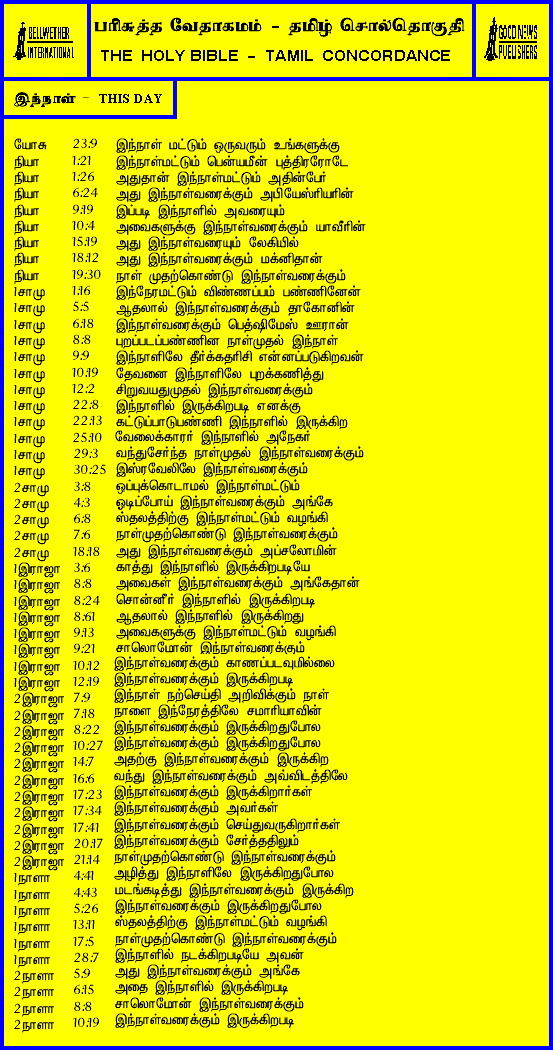 BELLWETHER
INTERNATIONAL
பரிசுத்த வேதாகமம் - தமிழ் சொல்தொகுதி
THE HOLY BIBLE - TAMIL CONCORDANCE
GOOD NEWS
PUBLISHERS
இந்நாள் - THIS DAY
யோசு 23:9 இந்நாள் மட்டும் ஒருவரும் உங்களுக்கு
நியா 1:21 இந்நாள்மட்டும் பென்யமீன் புத்திரரோடே
நியா 1:26 அதுதான் இந்நாள்மட்டும் அதின்பேர்
நியா 6:24 அது இந்நாள்வரைக்கும் அபியேஸ்ரியரின்
நியா 9:19 இப்படி இந்நாளில் அவரையும்
நியா 10:4 அவைகளுக்கு இந்நாள்வரைக்கும் யாவீரின்
நியா 15:19 அது இந்நாள்வரையும் லேகியில்
நியா 18:12 அது இந்நாள்வரைக்கும் மக்னிதான்
நியா 19:30 நாள் முதற்கொண்டு இந்நாள்வரைக்கும்
1சாமு 1:16 இந்நேரமட்டும் விண்ணப்பம் பண்ணினேன்
1சாமு 5:5 ஆதலால் இந்நாள்வரைக்கும் தாகோனின்
1சாமு 6:18 இந்நாள்வரைக்கும் பெத்ஷிமேஸ் ஊரான்
1சாமு 8:8 புறப்படப்பண்ணின நாள்முதல் இந்நாள்
1சாமு 9:9 இந்நாளிலே தீர்க்கதரிசி என்னப்படுகிறவன்
1சாமு 10:19 தேவனை இந்நாளிலே புறக்கணித்து
1சாமு 12:2 சிறுவயதுமுதல் இந்நாள்வரைக்கும்
1சாமு 22:8 இந்நாளில் இருக்கிறபடி எனக்கு
1சாமு 22:13 கட்டுப்பாடுபண்ணி இந்நாளில் இருக்கிற
1சாமு 25:10 வேலைக்காரர் இந்நாளில் அநேகர்
1சாமு 29:3 வந்துசேர்ந்த நாள்முதல் இந்நாள்வரைக்கும்
1சாமு 30:25 இஸ்ரவேலிலே இந்நாள்வரைக்கும்
2சாமு 3:8 ஒப்புக்கொடாமல் இந்நாள்மட்டும்
2சாமு 4:3 ஓடிப்போய் இந்நாள்வரைக்கும் அங்கே
2சாமு 6:8 ஸ்தலத்திற்கு இந்நாள்மட்டும் வழங்கி
2சாமு 7:6 நாள்முதற்கொண்டு இந்நாள்வரைக்கும்
2சாமு 18:18 அது இந்நாள்வரைக்கும் அப்சலோமின்
1இராஜா 3:6 காத்து இந்நாளில் இருக்கிறபடியே
1இராஜா 8:8 அவைகள் இந்நாள்வரைக்கும் அங்கேதான்
1இராஜா 8:24 சொன்னீர் இந்நாளில் இருக்கிறபடி
1இராஜா 8:61 ஆதலால் இந்நாளில் இருக்கிறது
1இராஜா 9:13 அவைகளுக்கு இந்நாள்மட்டும் வழங்கி
1இராஜா 9:21 சாலொமோன் இந்நாள்வரைக்கும்
1இராஜா 10:12 இந்நாள்வரைக்கும் காணப்படவுமில்லை
1இராஜா 12:19 இந்நாள்வரைக்கும் இருக்கிறபடி
2இராஜா 7:9 இந்நாள் நற்செய்தி அறிவிக்கும் நாள்
2இராஜா 7:18 நாளை இந்நேரத்திலே சமாரியாவின்
2இராஜா 8:22 இந்நாள்வரைக்கும் இருக்கிறதுபோல
2இராஜா 10:27 இந்நாள்வரைக்கும் இருக்கிறதுபோல
2இராஜா 14:7 அதற்கு இந்நாள்வரைக்கும் இருக்கிற
2இராஜா 16:6 வந்து இந்நாள்வரைக்கும் அவ்விடத்திலே
2இராஜா 17:23 இந்நாள்வரைக்கும் இருக்கிறார்கள்
2இராஜா 17:34 இந்நாள்வரைக்கும் அவர்கள்
2இராஜா 17:41 இந்நாள்வரைக்கும் செய்துவருகிறார்கள்
2இராஜா 20:17 இந்நாள்வரைக்கும் சேர்த்ததிலும்
2இராஜா 21:14 நாள்முதற்கொண்டு இந்நாள்வரைக்கும்
1நாளா 4:41 அழித்து இந்நாளிலே இருக்கிறதுபோல
1நாளா 4:43 மடங்கடித்து இந்நாள்வரைக்கும் இருக்கிற
1நாளா 5:26 இந்நாள்வரைக்கும் இருக்கிறதுபோல
1நாளா 13:11 ஸ்தலத்திற்கு இந்நாள்மட்டும் வழங்கி
1நாளா 17:5 நாள்முதற்கொண்டு இந்நாள்வரைக்கும்
1நாளா 28:7 இந்நாளில் நடக்கிறபடியே அவன்
2நாளா 5:9 அது இந்நாள்வரைக்கும் அங்கே
2நாளா 6:15 அதை இந்நாளில் இருக்கிறபடி
2நாளா 8:8 சாலொமோன் இந்நாள்வரைக்கும்
2நாளா 10:19 இந்நாள்வரைக்கும் இருக்கிறபடி